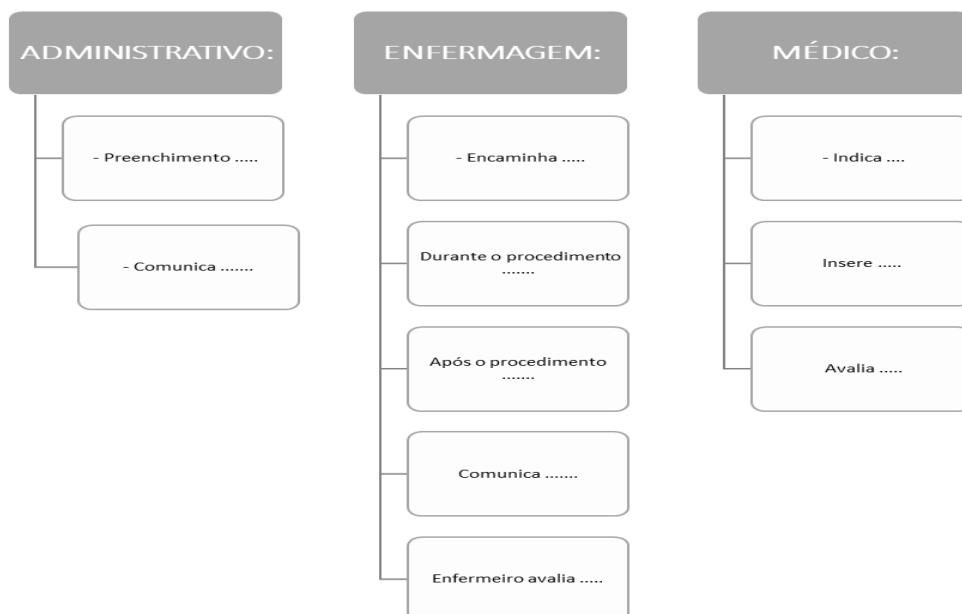 ADMINISTRATIVO:
- Preenchimento .....
- Comunica .......
ENFERMAGEM:
- Encaminha .....
Durante o procedimento
.......
Após o procedimento
.......
Comunica .......
Enfermeiro avalia .....
MÉDICO:
- Indica ....
Insere .....
Avalia .....